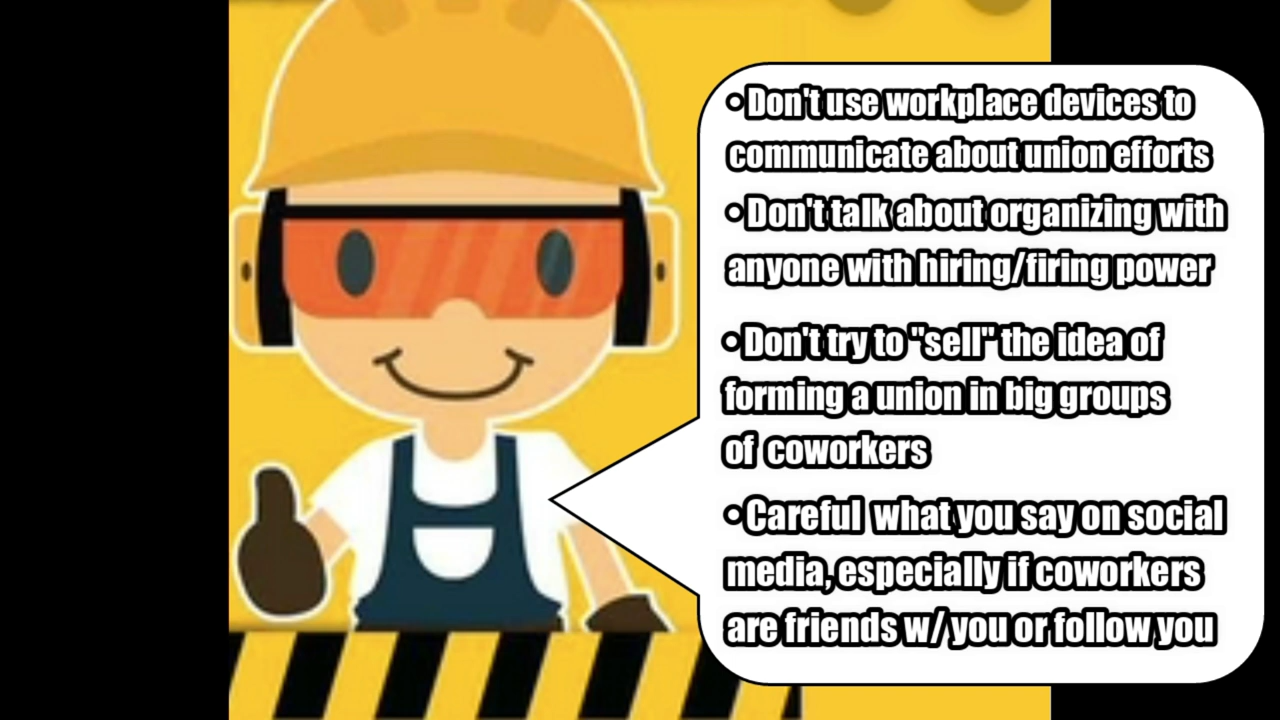 •Don't use workplace devices to
communicate about union efforts
•Don't talk about organizing with
anyone with hiring/firing power
•Don't try to "sell" the idea of
forming a union in big groups
of coworkers
•Careful what you say on social
media, especially if coworkers
are friends w/ you or follow you